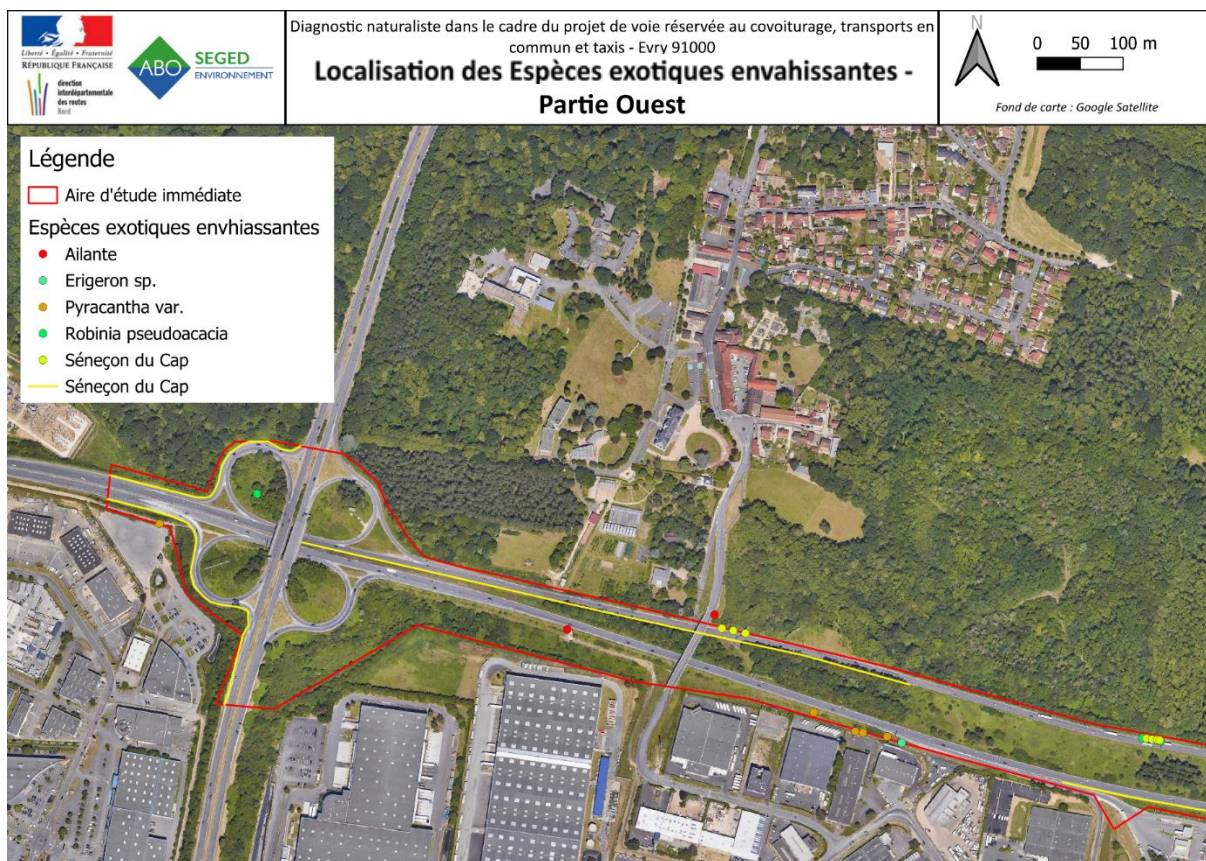 Liberté • Égalité • Fraternité
RÉPUBLIQUE FRANÇAISE
direction
interdépartementale
des routes
Nord
ABO
SEGED
ENVIRONNEMENT
Diagnostic naturaliste dans le cadre du projet de voie réservée au covoiturage, transports en
commun et taxis - Evry 91000
Localisation des Espèces exotiques envahissantes -
Partie Ouest
N
0 50 100 m
Fond de carte : Google Satellite
Légende
Aire d'étude immédiate
Espèces exotiques envhiassantes
Ailante
Erigeron sp.
Pyracantha var.
Robinia pseudoacacia
Séneçon du Cap
Séneçon du Cap